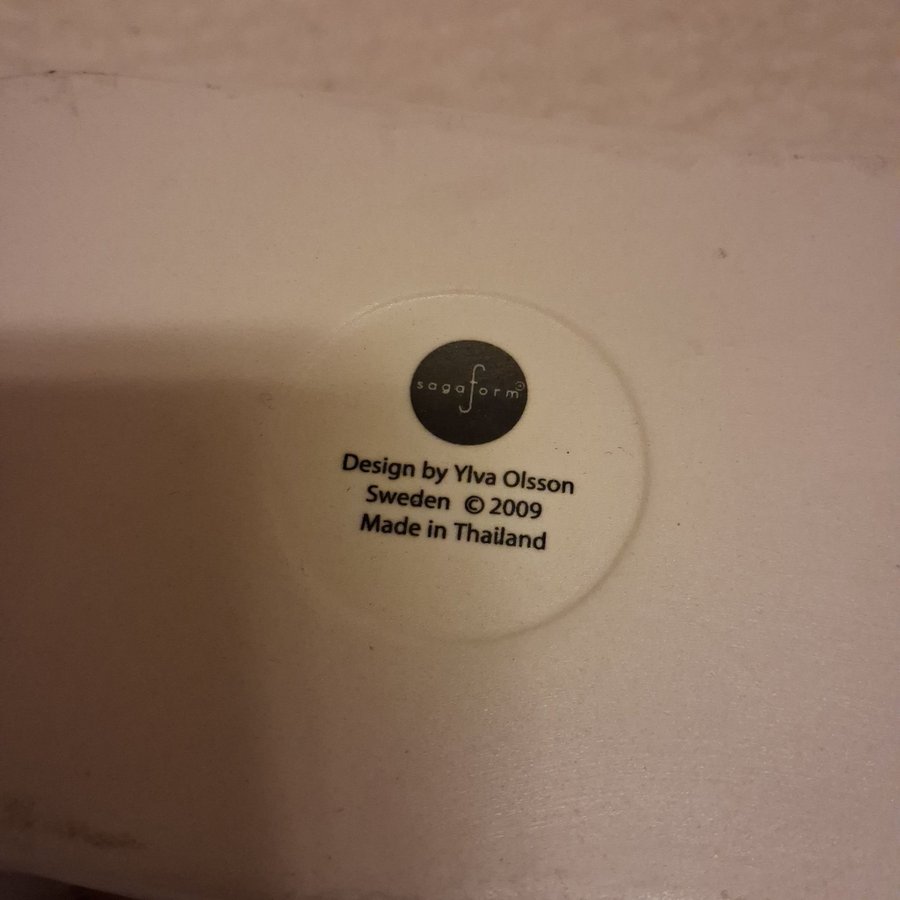 sagaform®
Design by Ylva Olsson
Sweden © 2009
Made in Thailand